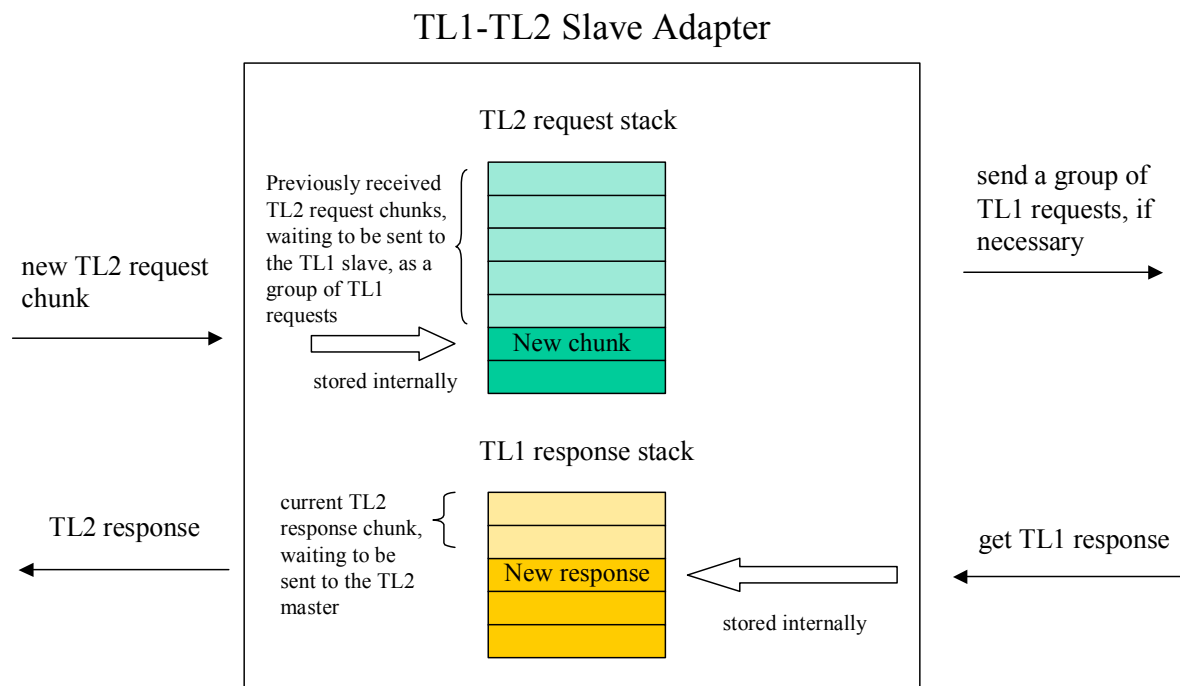 TL1-TL2 Slave Adapter
TL2 request stack
Previously received
TL2 request chunks,
waiting to be sent to
the TL1 slave, as a
group of TL1
requests
send a group of
TL1 requests, if
necessary
new TL2 request
chunk
New chunk
stored internally
TL1 response stack
current TL2
response chunk,
waiting to be
sent to the TL2
master
TL2 response
get TL1 response
New response
stored internally